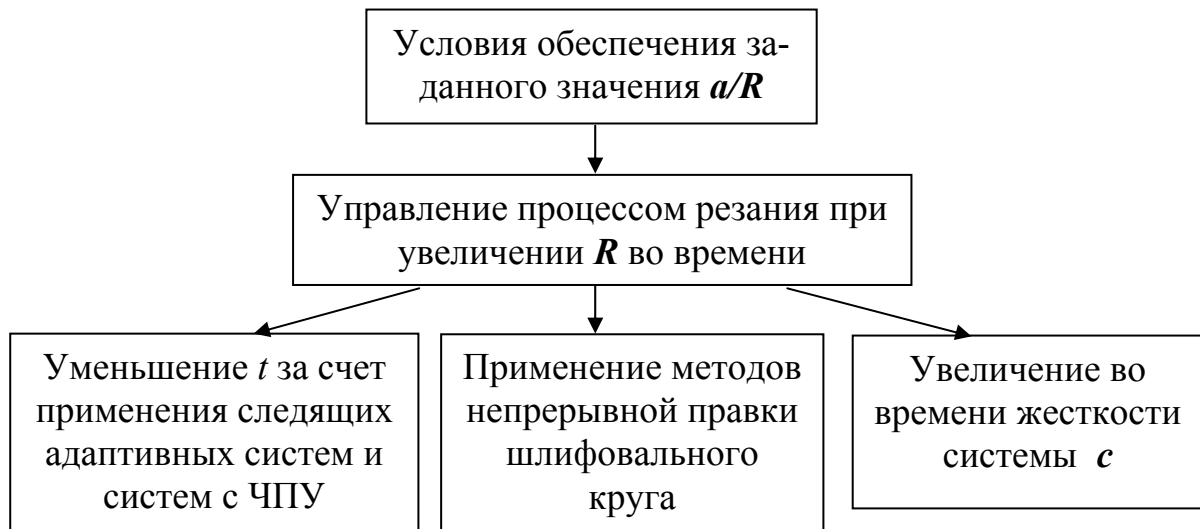 Условия обеспечения за-
данного значения a/R
Управление процессом резания при
увеличении R во времени
Уменьшение t за счет
применения следящих
адаптивных систем и
систем с ЧПУ
Применение методов
непрерывной правки
шлифовального
круга
Увеличение во
времени жесткости
системы c